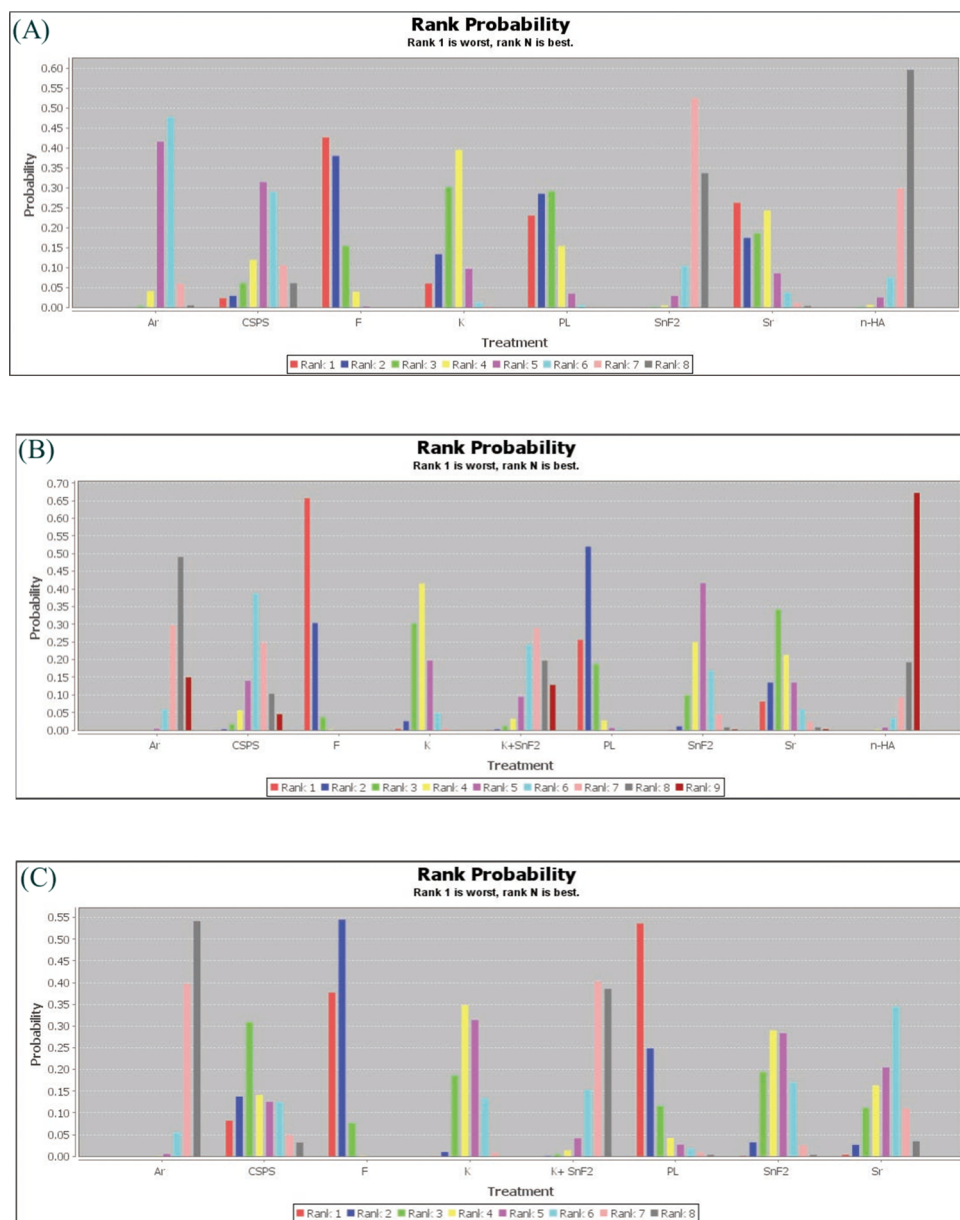 (A)
Rank Probability
Rank 1 is worst, rank N is best.
0.60
0.55
0.50
0.45
0.40
0.35
0.30
0.25
0.20
0.15
0.10
0.05
0.00
Probability
Ar CSPS F K PL SnF2 Sr n-HA
Treatment
Rank: 1 Rank: 2 Rank: 3 Rank: 4 Rank: 5 Rank: 6 Rank: 7 Rank: 8
(B)
Rank Probability
Rank 1 is worst, rank N is best.
0.70
0.65
0.60
0.55
0.50
0.45
0.40
0.35
0.30
0.25
0.20
0.15
0.10
0.05
0.00
Probability
Ar CSPS F K K+SnF2 PL SnF2 Sr n-HA
Treatment
Rank: 1 Rank: 2 Rank: 3 Rank: 4 Rank: 5 Rank: 6 Rank: 7 Rank: 8 Rank: 9
(C)
Rank Probability
Rank 1 is worst, rank N is best.
0.55
0.50
0.45
0.40
0.35
0.30
0.25
0.20
0.15
0.10
0.05
0.00
Probability
Ar CSPS F K K+ SnF2 PL SnF2 Sr
Treatment
Rank: 1 Rank: 2 Rank: 3 Rank: 4 Rank: 5 Rank: 6 Rank: 7 Rank: 8